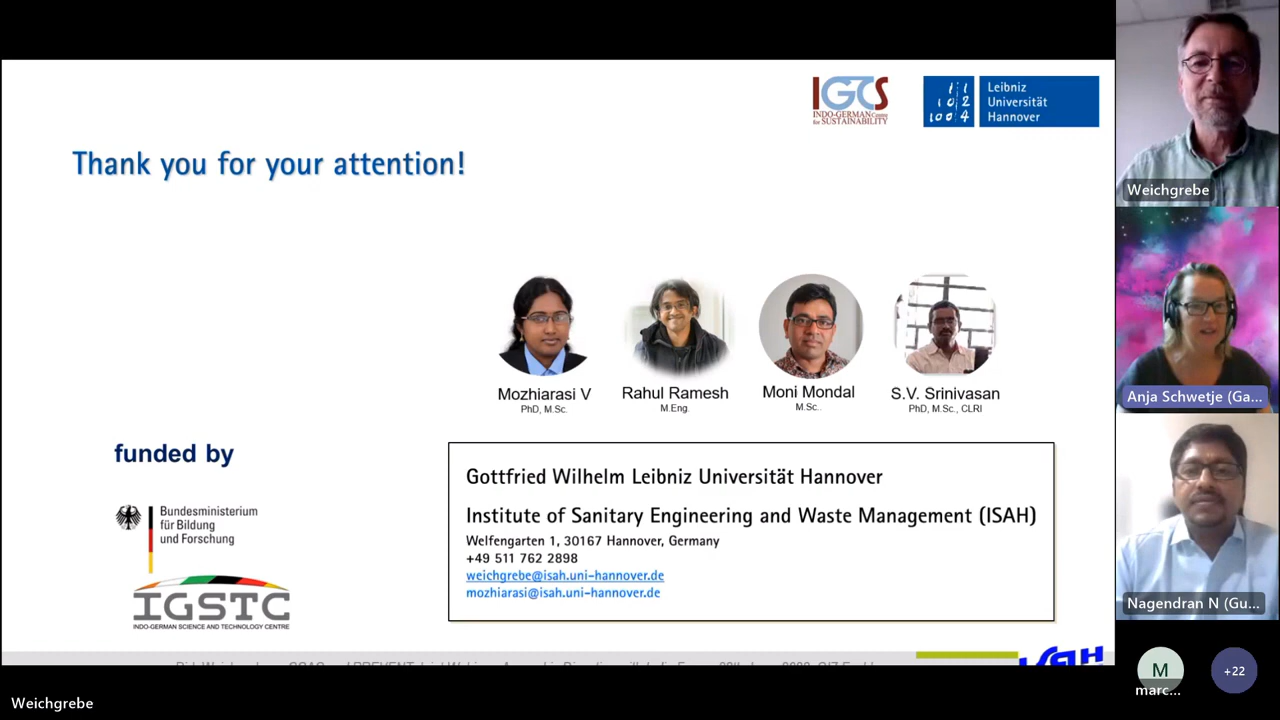 IGCS
INDO-GERMAN Centre
for SUSTAINABILITY
Leibniz
Universität
Hannover
Thank you for your attention!
Weichgrebe
Mozhiarasi V
PhD, M.Sc.
Rahul Ramesh
M.Eng.
Moni Mondal
M.Sc..
S.V. Srinivasan
PhD, M.Sc., CLRI
Anja Schwetje (Ga...
funded by
Bundesministerium
für Bildung
und Forschung
IGSTC
INDO-GERMAN SCIENCE AND TECHNOLOGY CENTRE
Gottfried Wilhelm Leibniz Universität Hannover
Institute of Sanitary Engineering and Waste Management (ISAH)
Welfengarten 1, 30167 Hannover, Germany
+49 511 762 2898
weichgrebe@isah.uni-hannover.de
mozhiarasi@isah.uni-hannover.de
Nagendran N (Gu...
M
marc...
+22
Weichgrebe